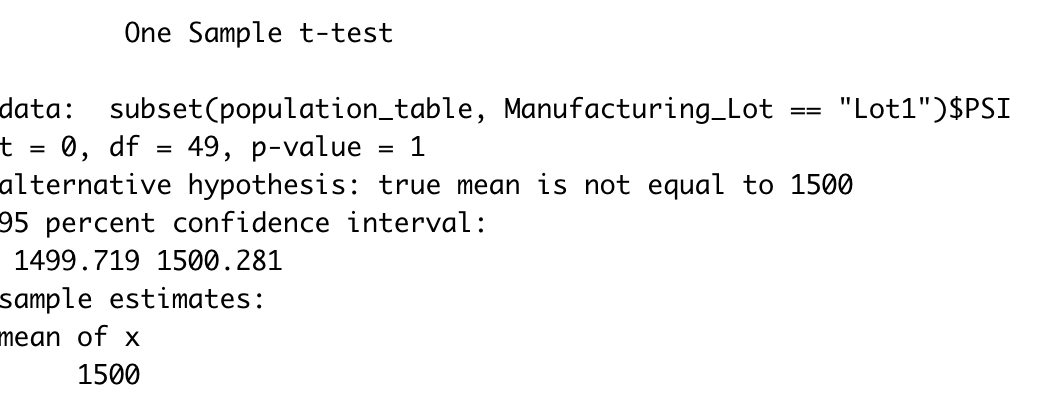 One Sample t-test
data:  subset(population_table, Manufacturing_Lot == "Lot1")$PSI
t = 0, df = 49, p-value = 1
alternative hypothesis: true mean is not equal to 1500
95 percent confidence interval:
1499.719 1500.281
sample estimates:
mean of x
1500